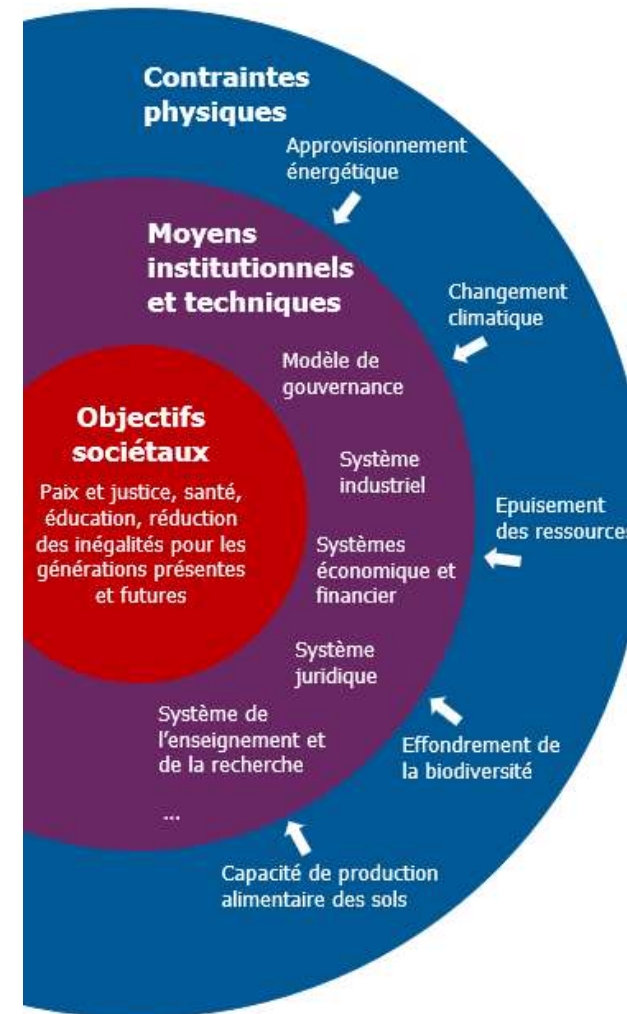 Contraintes
physiques
Approvisionnement
énergétique
Moyens
institutionnels
et techniques
Changement
climatique
Modèle de
gouvernance
Objectifs
sociétaux
Paix et justice, santé,
éducation, réduction
des inégalités pour les
générations présentes
et futures
Système
industriel
Epuisement
des ressources
Systèmes
économique et
financier
Système
juridique
Système de
l'enseignement et
de la recherche
...
Effondrement de
la biodiversité
Capacité de production
alimentaire des sols